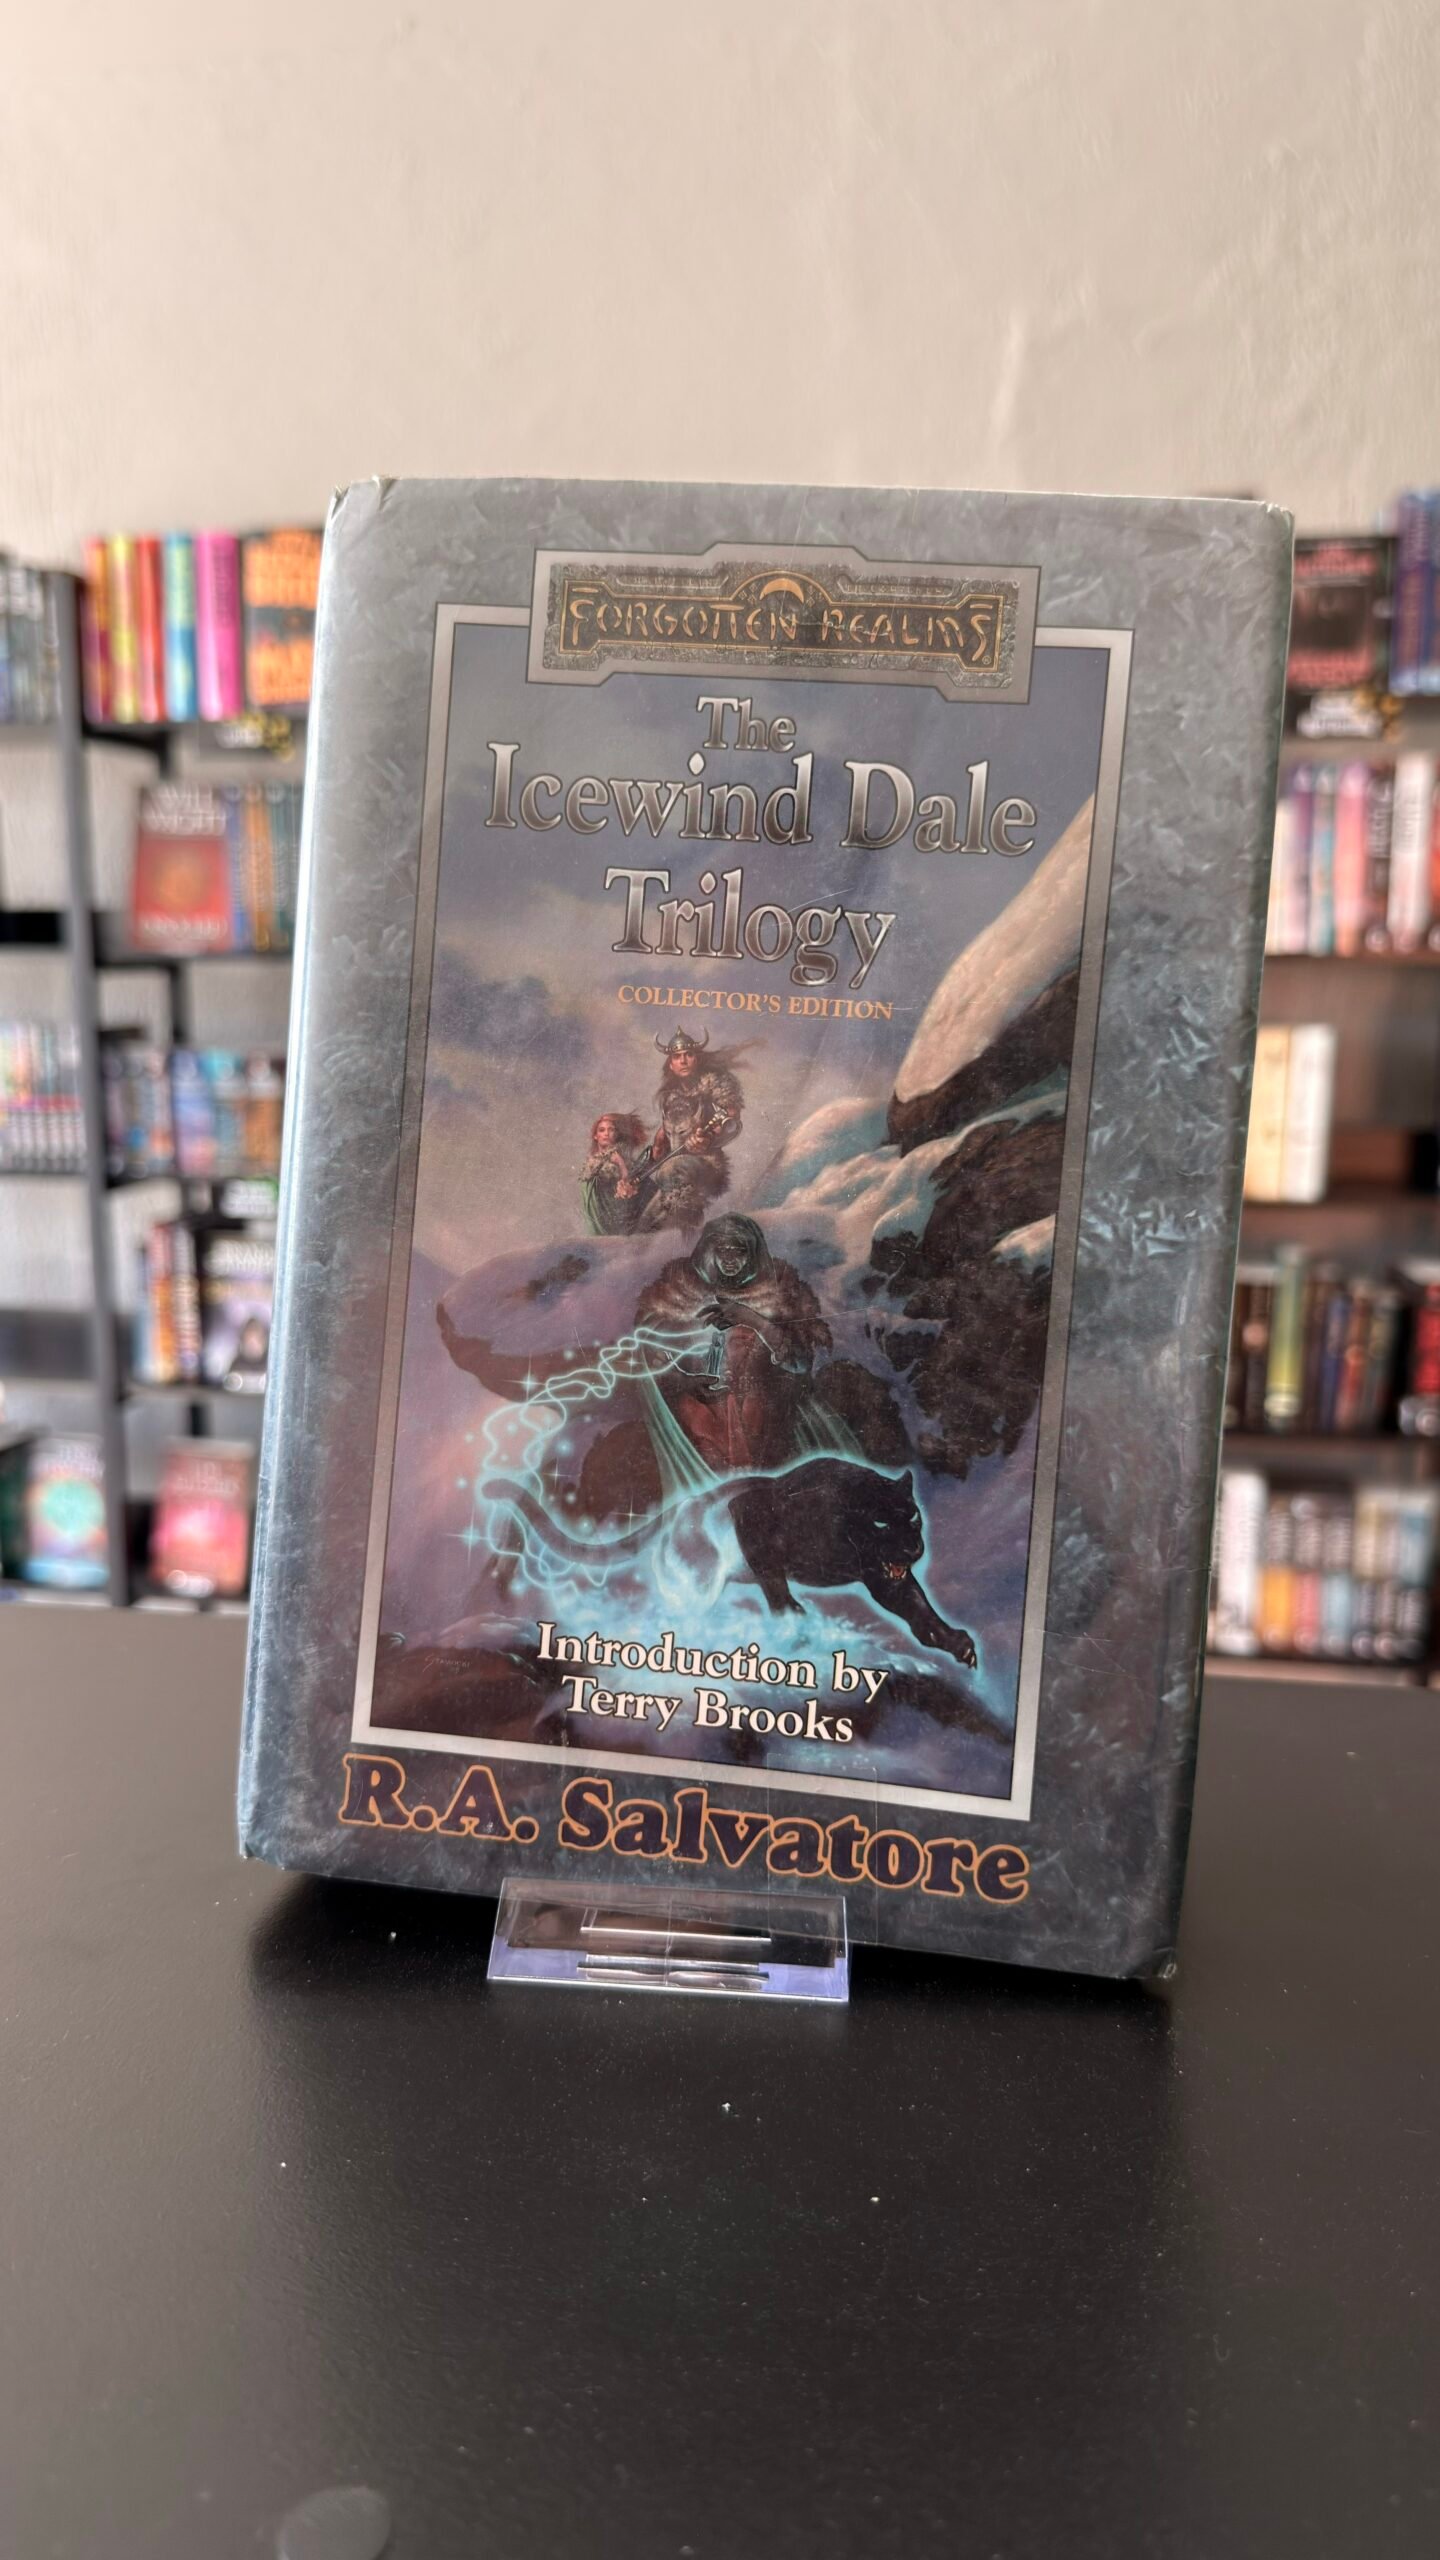 FORGOTTEN REALMS®
The
Icewind Dale
Trilogy
COLLECTOR'S EDITION
Introduction by
Terry Brooks
R.A. Salvatore